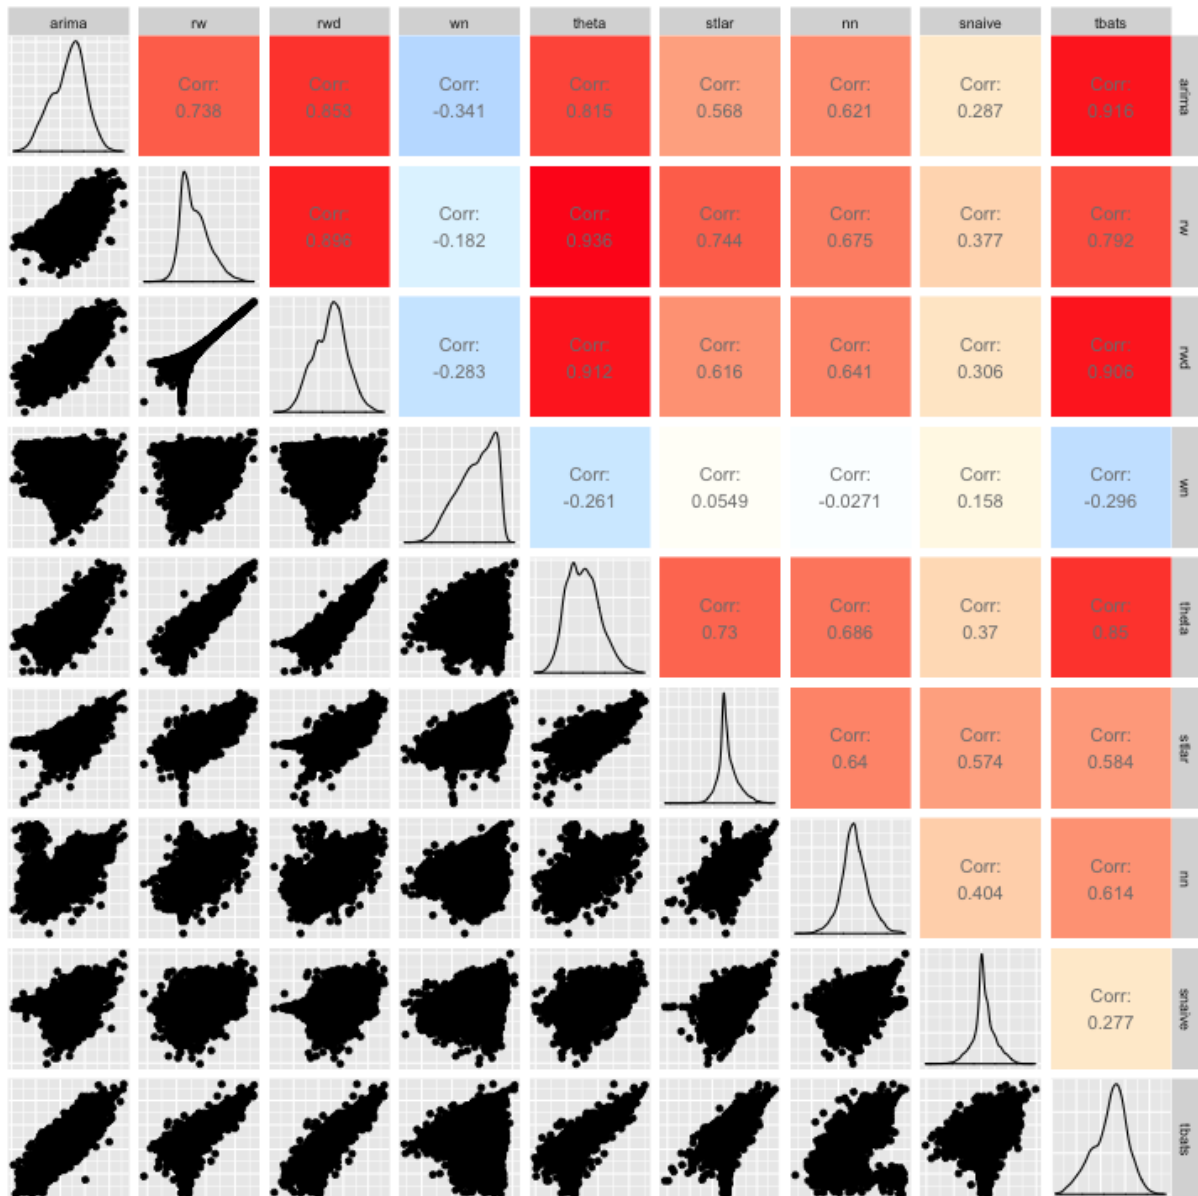 arima rw rwd wn theta stlar nn snaive tbats
Corr: Corr: Corr: Corr: Corr: Corr: Corr: Corr:
0.738 0.853 -0.341 0.815 0.568 0.621 0.287 0.916
arima
Corr: Corr: Corr: Corr: Corr: Corr: Corr:
0.896 -0.182 0.936 0.744 0.675 0.377 0.792
rw
Corr: Corr: Corr: Corr: Corr: Corr:
-0.283 0.912 0.616 0.641 0.306 0.906
rwd
Corr: Corr: Corr: Corr: Corr:
-0.261 0.0549 -0.0271 0.158 -0.296
wn
Corr: Corr: Corr: Corr:
0.73 0.686 0.37 0.85
theta
Corr: Corr: Corr:
0.64 0.574 0.584
stlar
Corr: Corr:
0.404 0.614
nn
Corr:
0.277
snaive
tbats